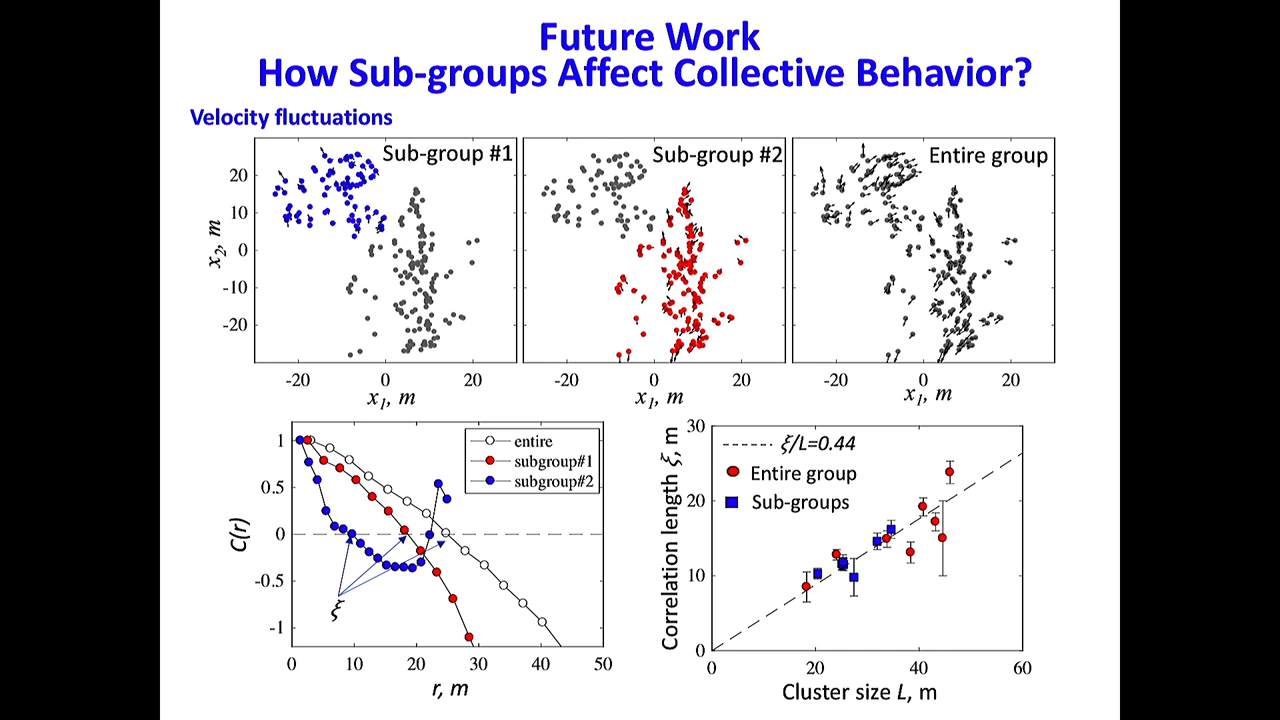 Future Work
How Sub-groups Affect Collective Behavior?
Velocity fluctuations
Sub-group #1
Sub-group #2
Entire group
20
10
0
-10
-20
x2, m
-20
0
20
-20
0
20
-20
0
20
x1, m
x1, m
x1, m
1
0.5
0
-0.5
-1
C(r)
entire
subgroup#1
subgroup#2
ξ
0
10
20
30
40
50
r, m
30
20
10
0
Correlation length ξ, m
ξ/L=0.44
Entire group
Sub-groups
0
20
40
60
Cluster size L, m